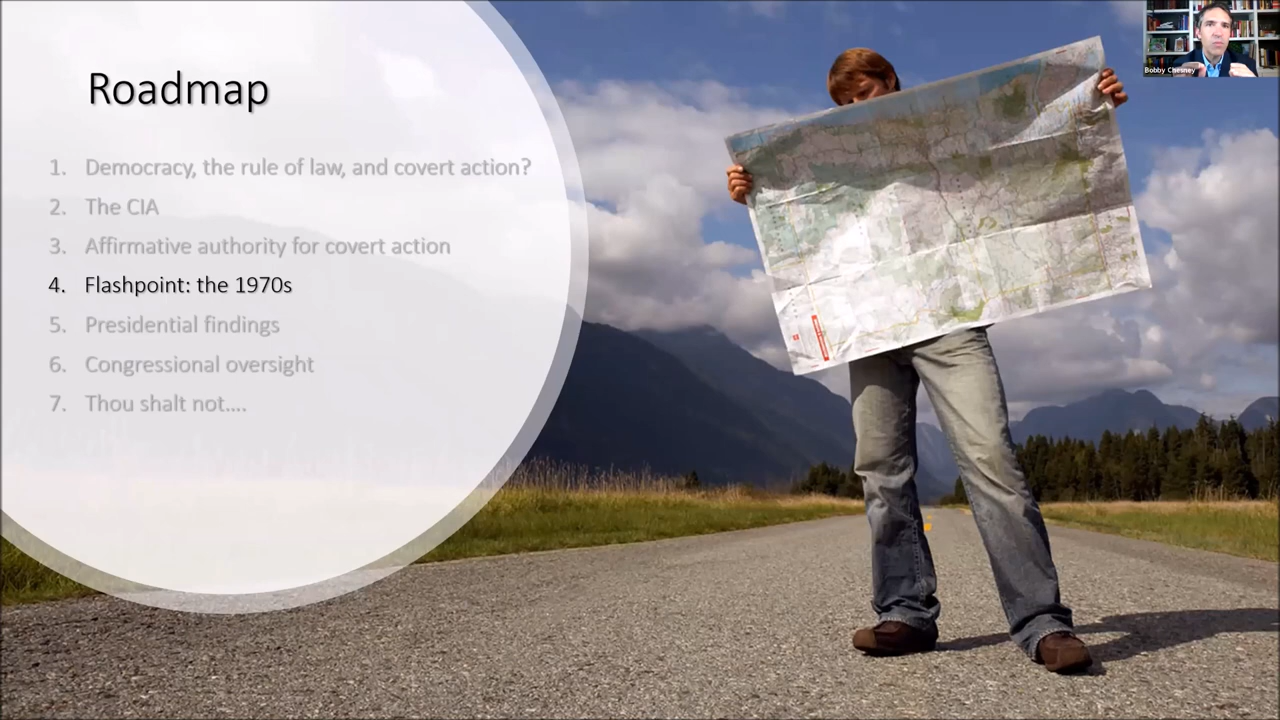 Roadmap
1. Democracy, the rule of law, and covert action?
2. The CIA
3. Affirmative authority for covert action
4. Flashpoint: the 1970s
5. Presidential findings
6. Congressional oversight
7. Thou shalt not....
Bobby Chesney